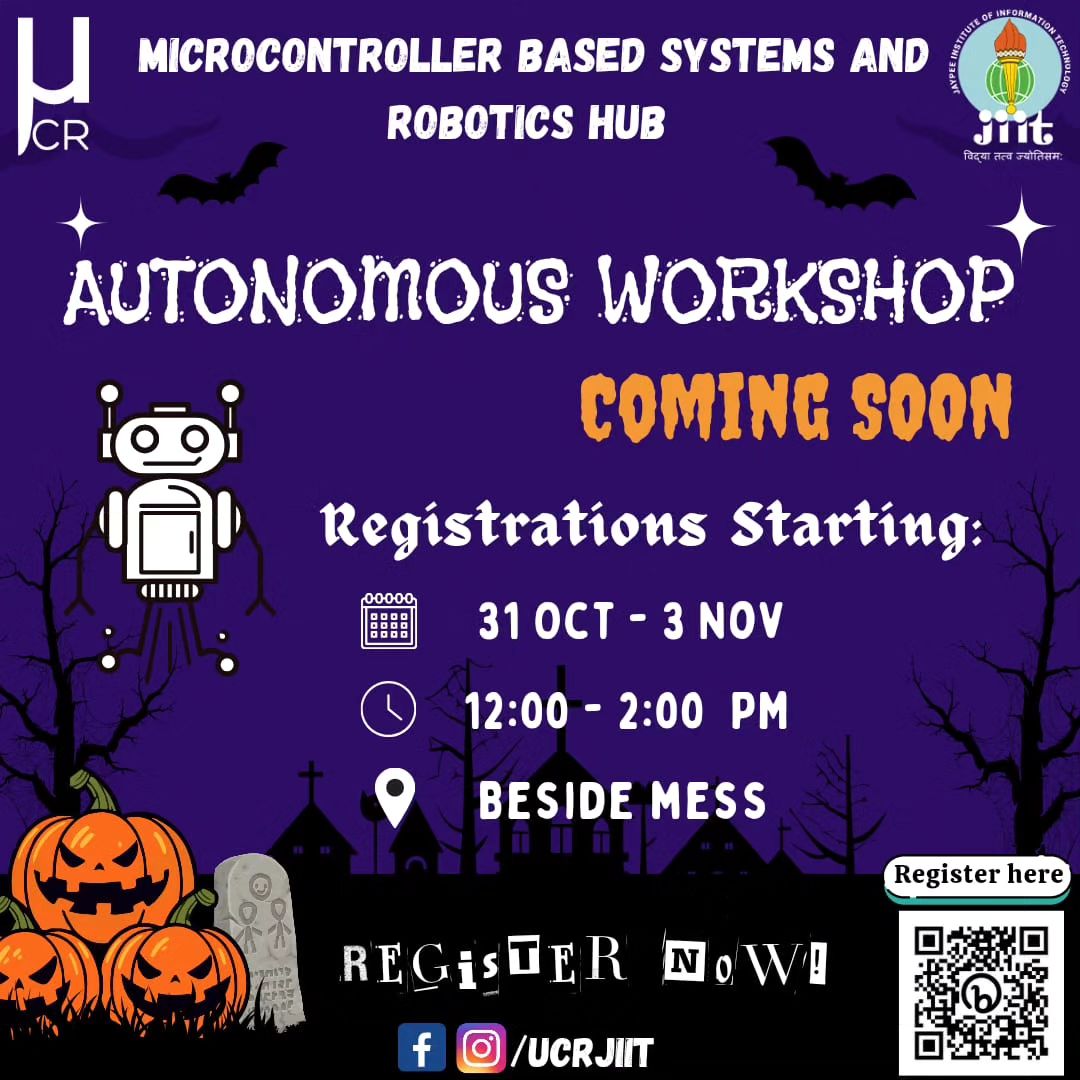 µ
CR
MICROCONTROLLER BASED SYSTEMS AND
ROBOTICS HUB
JAYPEE INSTITUTE OF INFORMATION TECHNOLOGY
jiit
विद्या तत्व ज्योतिसम:
AUTONOMOUS WORKSHOP
COMING SOON
Registrations Starting:
31 OCT - 3 NOV
12:00 - 2:00 PM
BESIDE MESS
Register here
REGISTER NOW!
b
f
/UCRJIIT